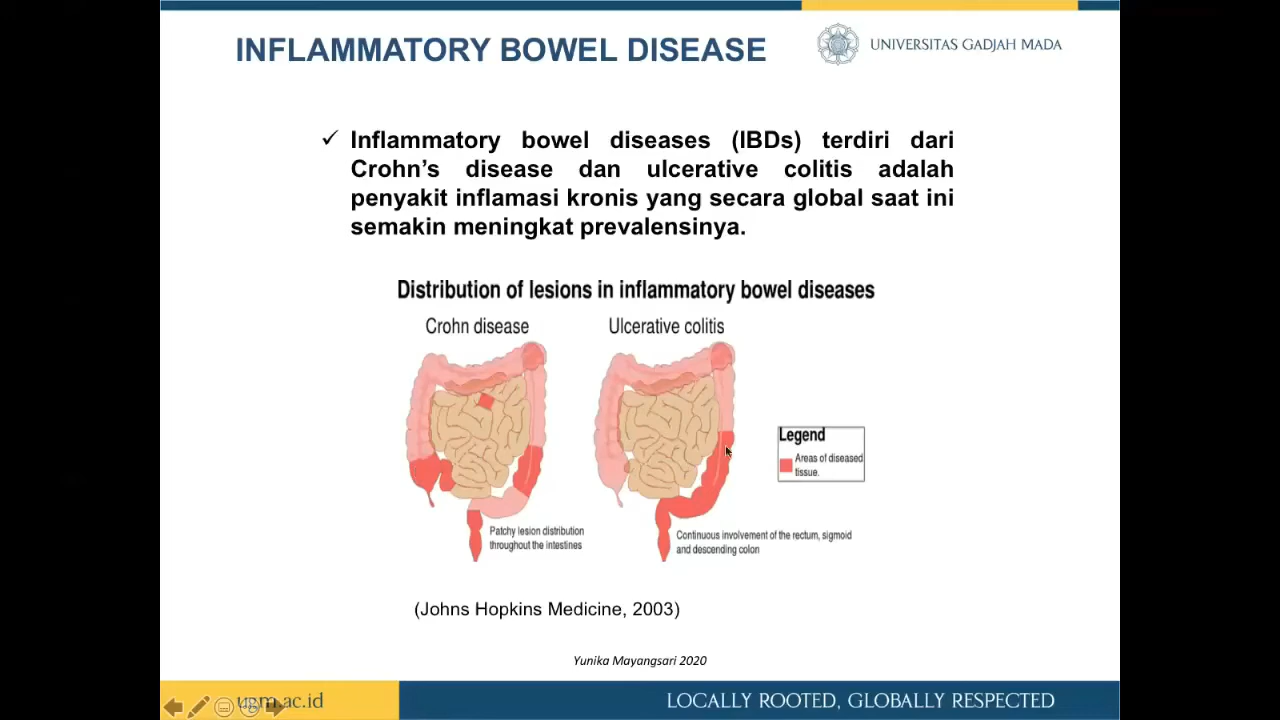 INFLAMMATORY BOWEL DISEASE
UNIVERSITAS GADJAH MADA
✓ Inflammatory bowel diseases (IBDs) terdiri dari
Crohn’s disease dan ulcerative colitis adalah
penyakit inflamasi kronis yang secara global saat ini
semakin meningkat prevalensinya.
Distribution of lesions in inflammatory bowel diseases
Crohn disease
Ulcerative colitis
Legend
Areas of diseased
tissue.
Patchy lesion distribution
throughout the intestines
Continuous involvement of the rectum, sigmoid
and descending colon
(Johns Hopkins Medicine, 2003)
Yunika Mayangsari 2020
ugm.ac.id
LOCALLY ROOTED, GLOBALLY RESPECTED